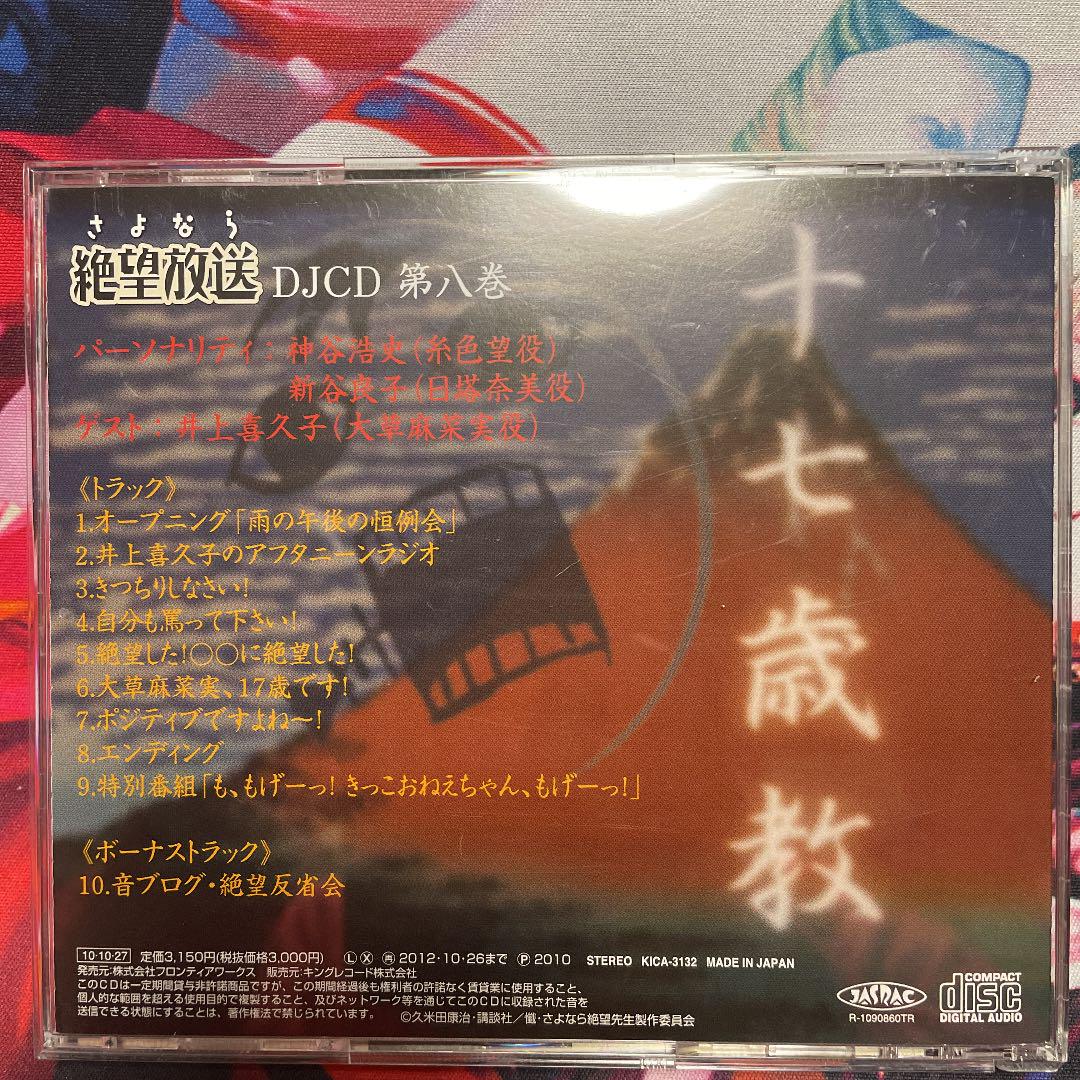 さよなら
絶望放送 DJCD 第八巻
パーソナリティ：神谷浩史(糸色望役)
新谷良子(日塔奈美役)
ゲスト：井上喜久子(大草麻菜実役)
十七歳教
《トラック》
1.オープニング「雨の午後の恒例会」
2.井上喜久子のアフタニーンラジオ
3.きっちりしなさい!
4.自分も罵って下さい!
5.絶望した!○○に絶望した!
6.大草麻菜実、17歳です!
7.ポジティブですよね〜!
8.エンディング
9.特別番組「も、もげーっ! きっこおねえちゃん、もげーっ!」
《ボーナストラック》
10.音ブログ・絶望反省会
10・10・27 定価3,150円(税抜価格3,000円) Ⓛ Ⓧ ㊢ 2012・10・26まで Ⓟ 2010 STEREO KICA-3132 MADE IN JAPAN
発売元:株式会社フロンティアワークス 販売元:キングレコード株式会社
このCDは一定期間貸与非許諾商品ですが、この期間経過後も権利者の許諾なく賃貸業に使用すること、
個人的な範囲を超える使用目的で複製すること、及びネットワーク等を通じてこのCDに収録された音を
送信できる状態にすることは、著作権法で禁じられています。
©久米田康治・講談社／懺・さよなら絶望先生製作委員会
JASRAC
R-1090860TR
COMPACT
disc
DIGITAL AUDIO